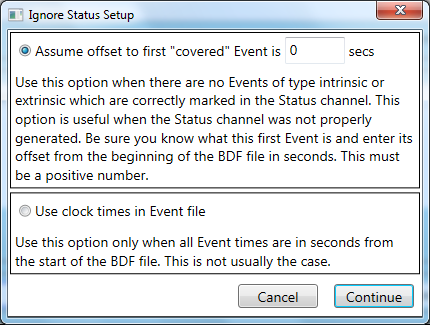 Ignore Status Setup
Assume offset to first "covered" Event is 0 secs
Use this option when there are no Events of type intrinsic or
extrinsic which are correctly marked in the Status channel. This
option is useful when the Status channel was not properly
generated. Be sure you know what this first Event is and enter its
offset from the beginning of the BDF file in seconds. This must
be a positive number.
Use clock times in Event file
Use this option only when all Event times are in seconds from
the start of the BDF file. This is not usually the case.
Cancel Continue